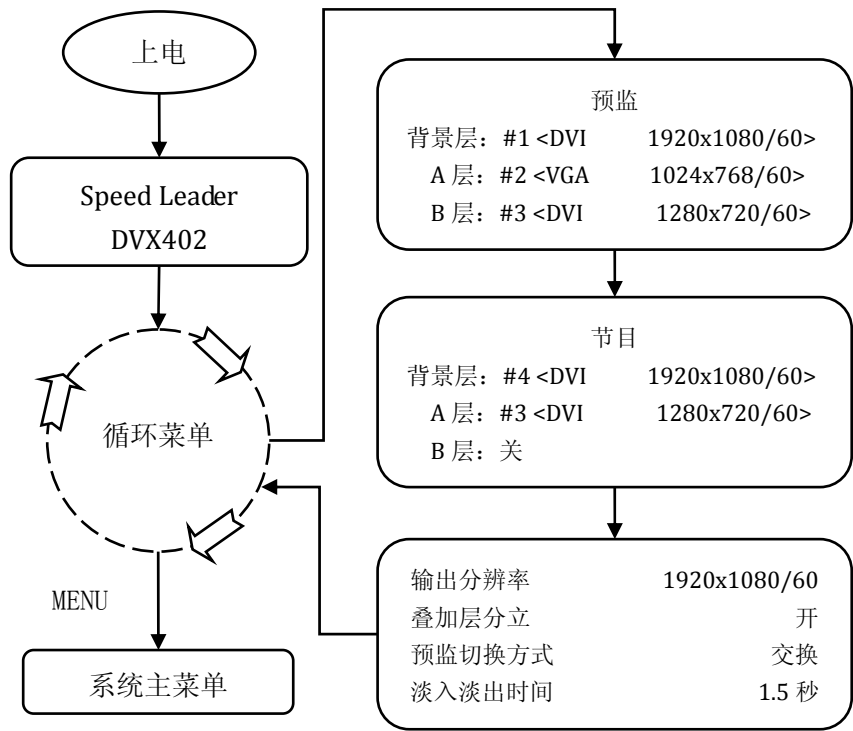 上电
Speed Leader
DVX402
循环菜单
MENU
系统主菜单
预监
背景层：#1 <DVI 1920x1080/60>
A 层：#2 <VGA 1024x768/60>
B 层：#3 <DVI 1280x720/60>
节目
背景层：#4 <DVI 1920x1080/60>
A 层：#3 <DVI 1280x720/60>
B 层：关
输出分辨率 1920x1080/60
叠加层分立 开
预监切换方式 交换
淡入淡出时间 1.5 秒